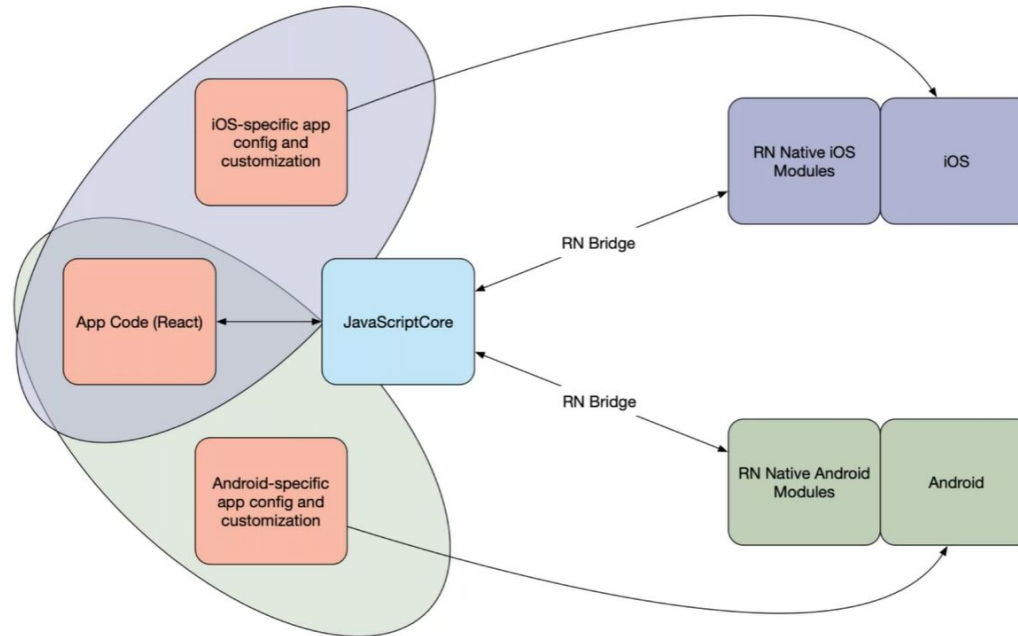 iOS-specific app
config and
customization
RN Native iOS
Modules
iOS
RN Bridge
App Code (React)
JavaScriptCore
RN Bridge
Android-specific
app config and
customization
RN Native Android
Modules
Android